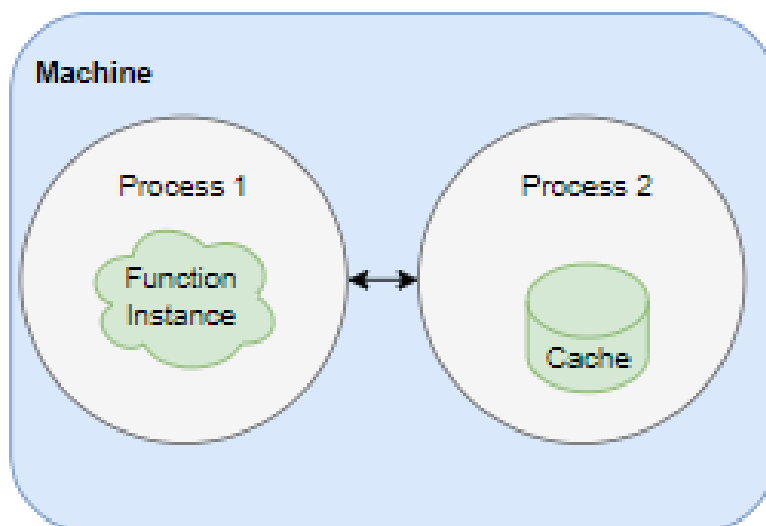 Machine
Process 1
Process 2
Function
Instance
Cache